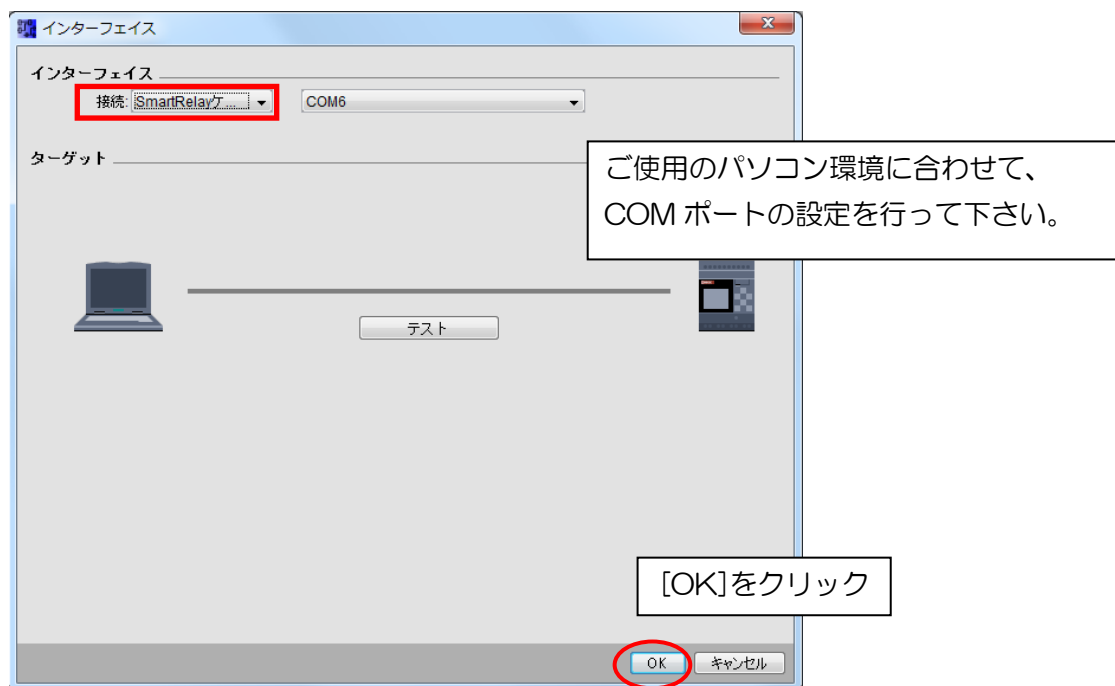 インターフェイス
インターフェイス
接続: SmartRelayケ... COM6
ターゲット
ご使用のパソコン環境に合わせて、
COM ポートの設定を行って下さい。
テスト
[OK]をクリック
OK キャンセル